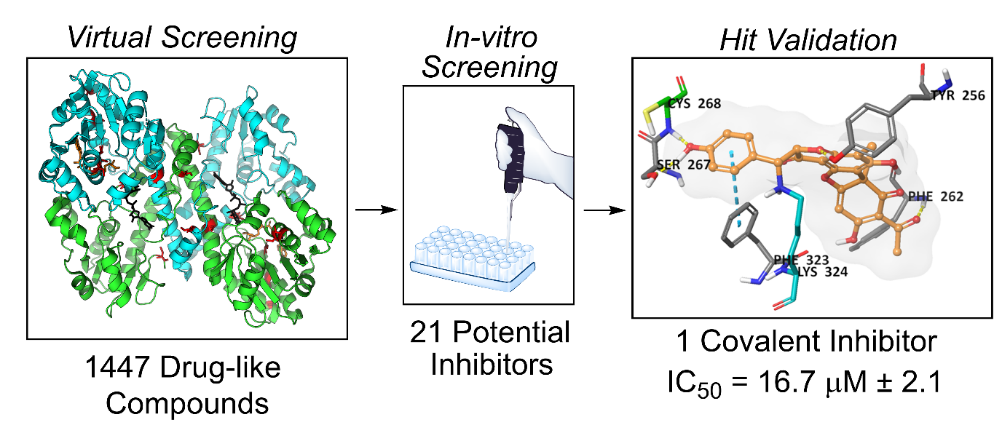 Virtual Screening
1447 Drug-like
Compounds
In-vitro
Screening
21 Potential
Inhibitors
Hit Validation
CYS 268
TYR 256
SER 267
PHE 262
PHE 323
LYS 324
1 Covalent Inhibitor
IC50 = 16.7 μM ± 2.1